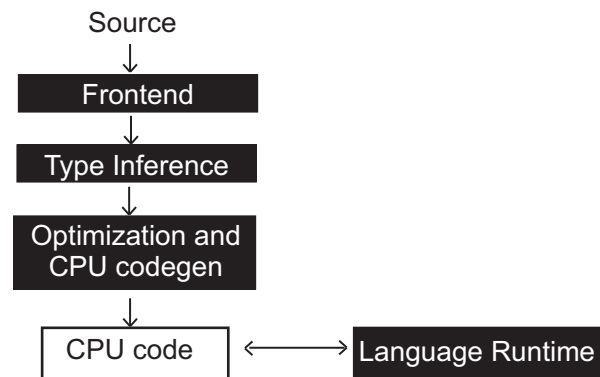 Source
Frontend
Type Inference
Optimization and
CPU codegen
CPU code
Language Runtime